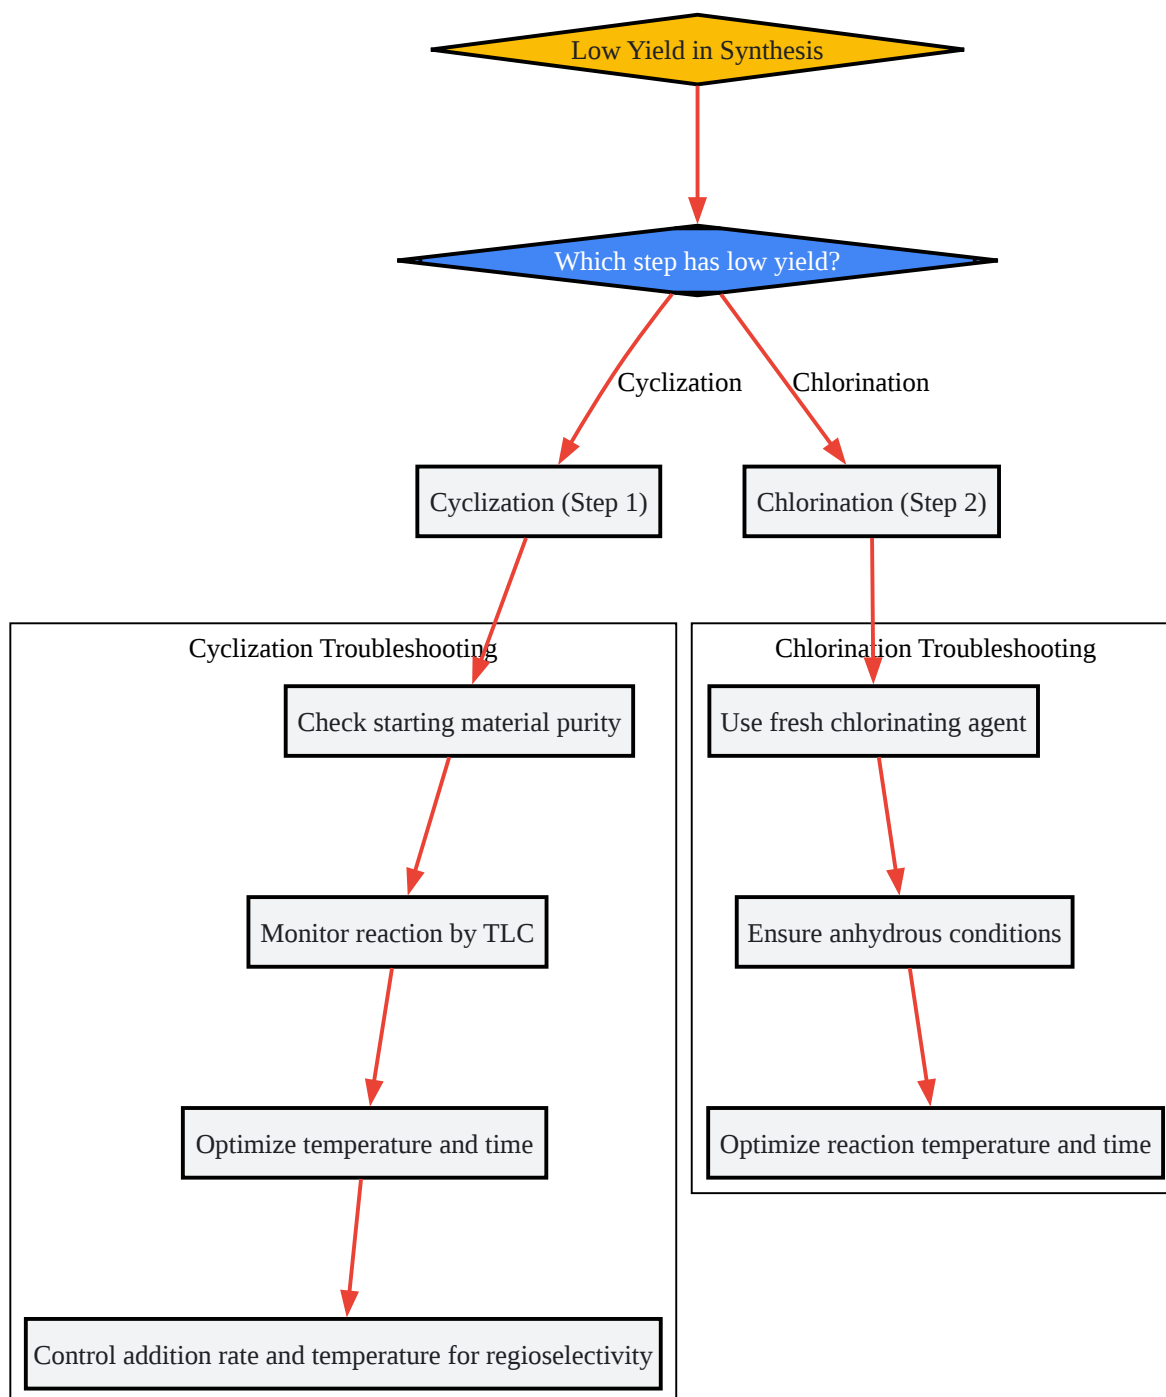 Low Yield in Synthesis
Which step has low yield?
Cyclization
Chlorination
Cyclization (Step 1)
Chlorination (Step 2)
Cyclization Troubleshooting
Chlorination Troubleshooting
Check starting material purity
Use fresh chlorinating agent
Monitor reaction by TLC
Ensure anhydrous conditions
Optimize temperature and time
Optimize reaction temperature and time
Control addition rate and temperature for regioselectivity